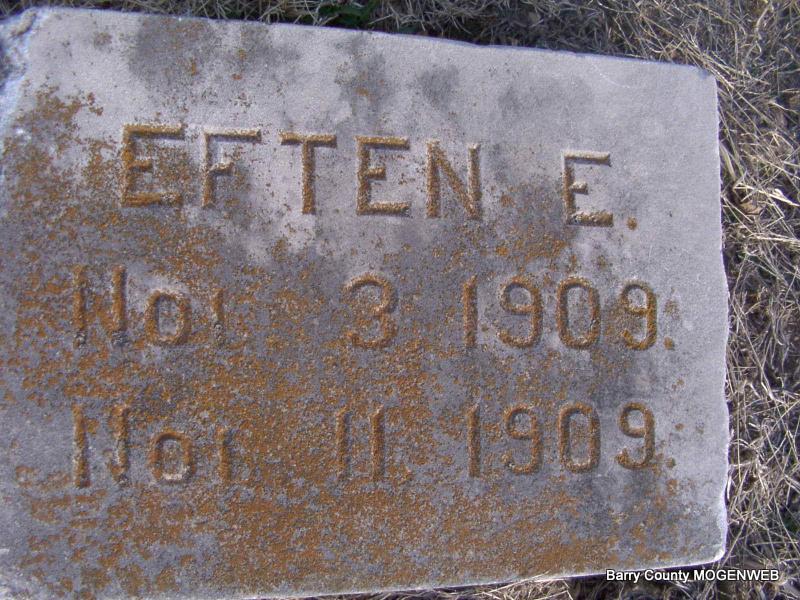 EFTEN E.
Nov 3 1909.
Nov 11 1909.
Barry County MOGENWEB